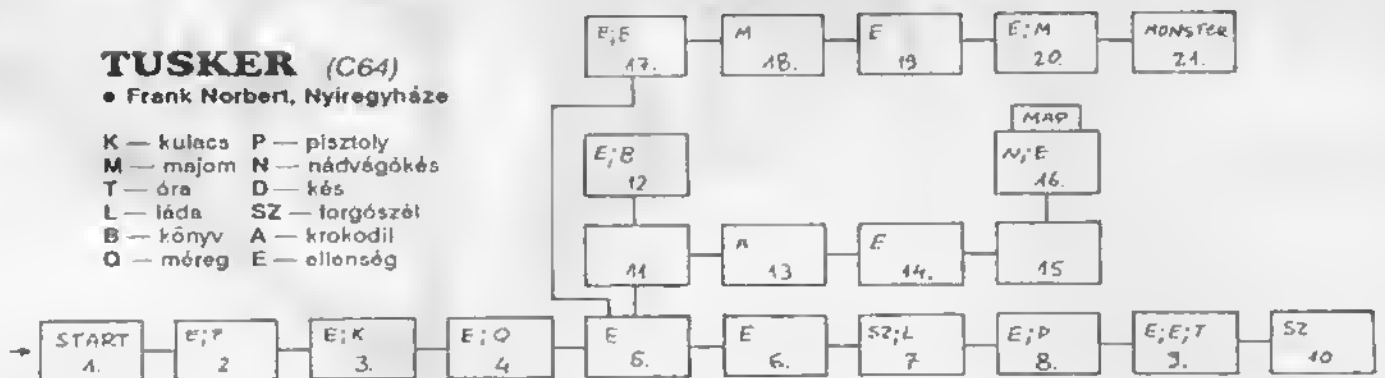 TUSKER (C64)
• Frank Norbert, Nyíregyháze
K — kulacs P — pisztoly
M — majom N — nádvágókés
T — óra D — kés
L — láda SZ — forgószél
B — könyv A — krokodil
Q — méreg E — ellenség
E;E
17.
M
18.
E
19
E;M
20.
MONSTER
21.
MAP
E;B
12
N;E
16.
11
A
13
E
14.
15
START
1.
2
E;K
3.
E;Q
4
E
5.
E
6.
SZ;L
7
8.
E;E;T
9.
SZ
10